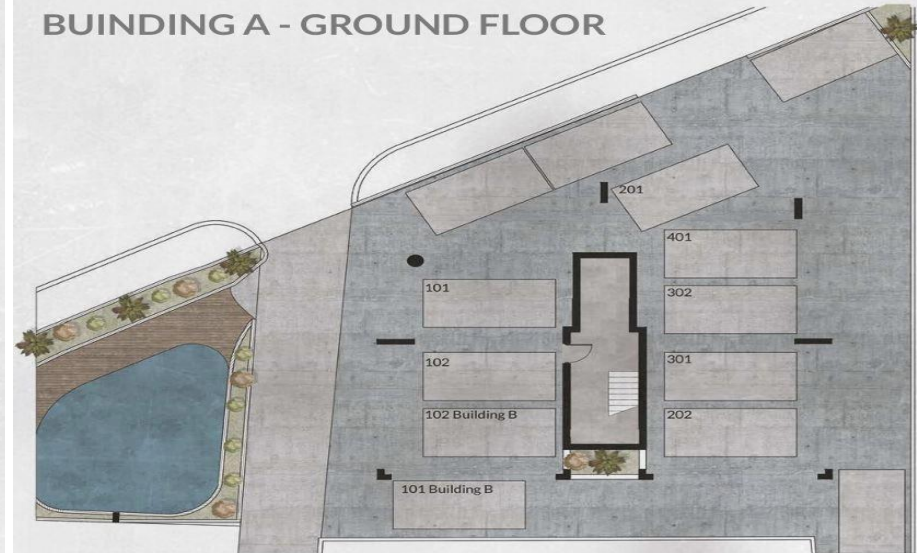 BUINDING A - GROUND FLOOR
201
401
101
302
102
301
102 Building B
202
101 Building B